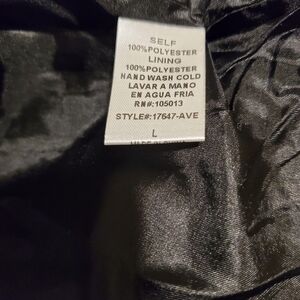 SELF
100%POLYESTER
LINING
100%POLYESTER
HAND WASH COLD
LAVAR A MANO
EN AGUA FRIA
RN#:105013
STYLE#:17647-AVE
L